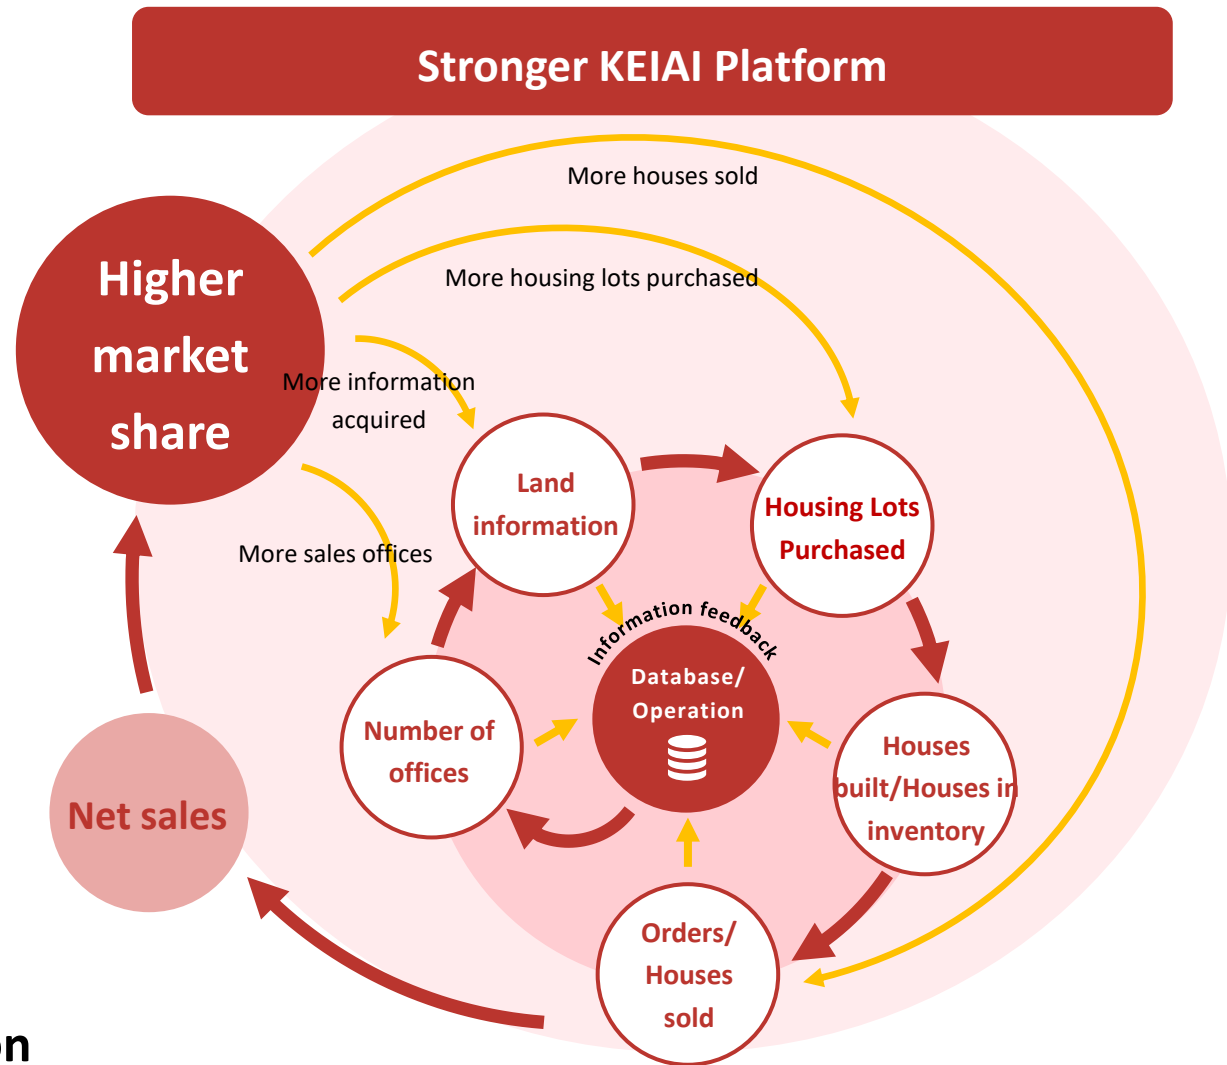 Stronger KEIAI Platform
More houses sold
More housing lots purchased
Higher
market
share
More information
acquired
Land
information
Housing Lots
Purchased
More sales offices
Information feedback
Database/
Operation
Number of
offices
Houses
built/Houses in
inventory
Net sales
Orders/
Houses
sold
on